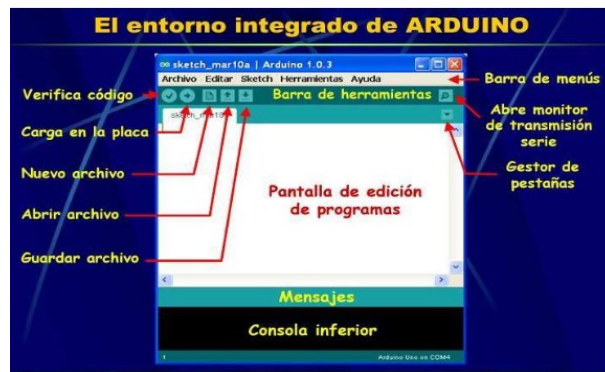 El entorno integrado de ARDUINO
sketch_mar10a | Arduino 1.0.3
Archivo Editar Sketch Herramientas Ayuda
Barra de menús
Verifica código
Barra de herramientas
Abre monitor
de transmisión
serie
Carga en la placa
sketch_mar10
Gestor de
pestañas
Nuevo archivo
Pantalla de edición
de programas
Abrir archivo
Guardar archivo
Mensajes
Consola inferior
1
Arduino Uno on COM4